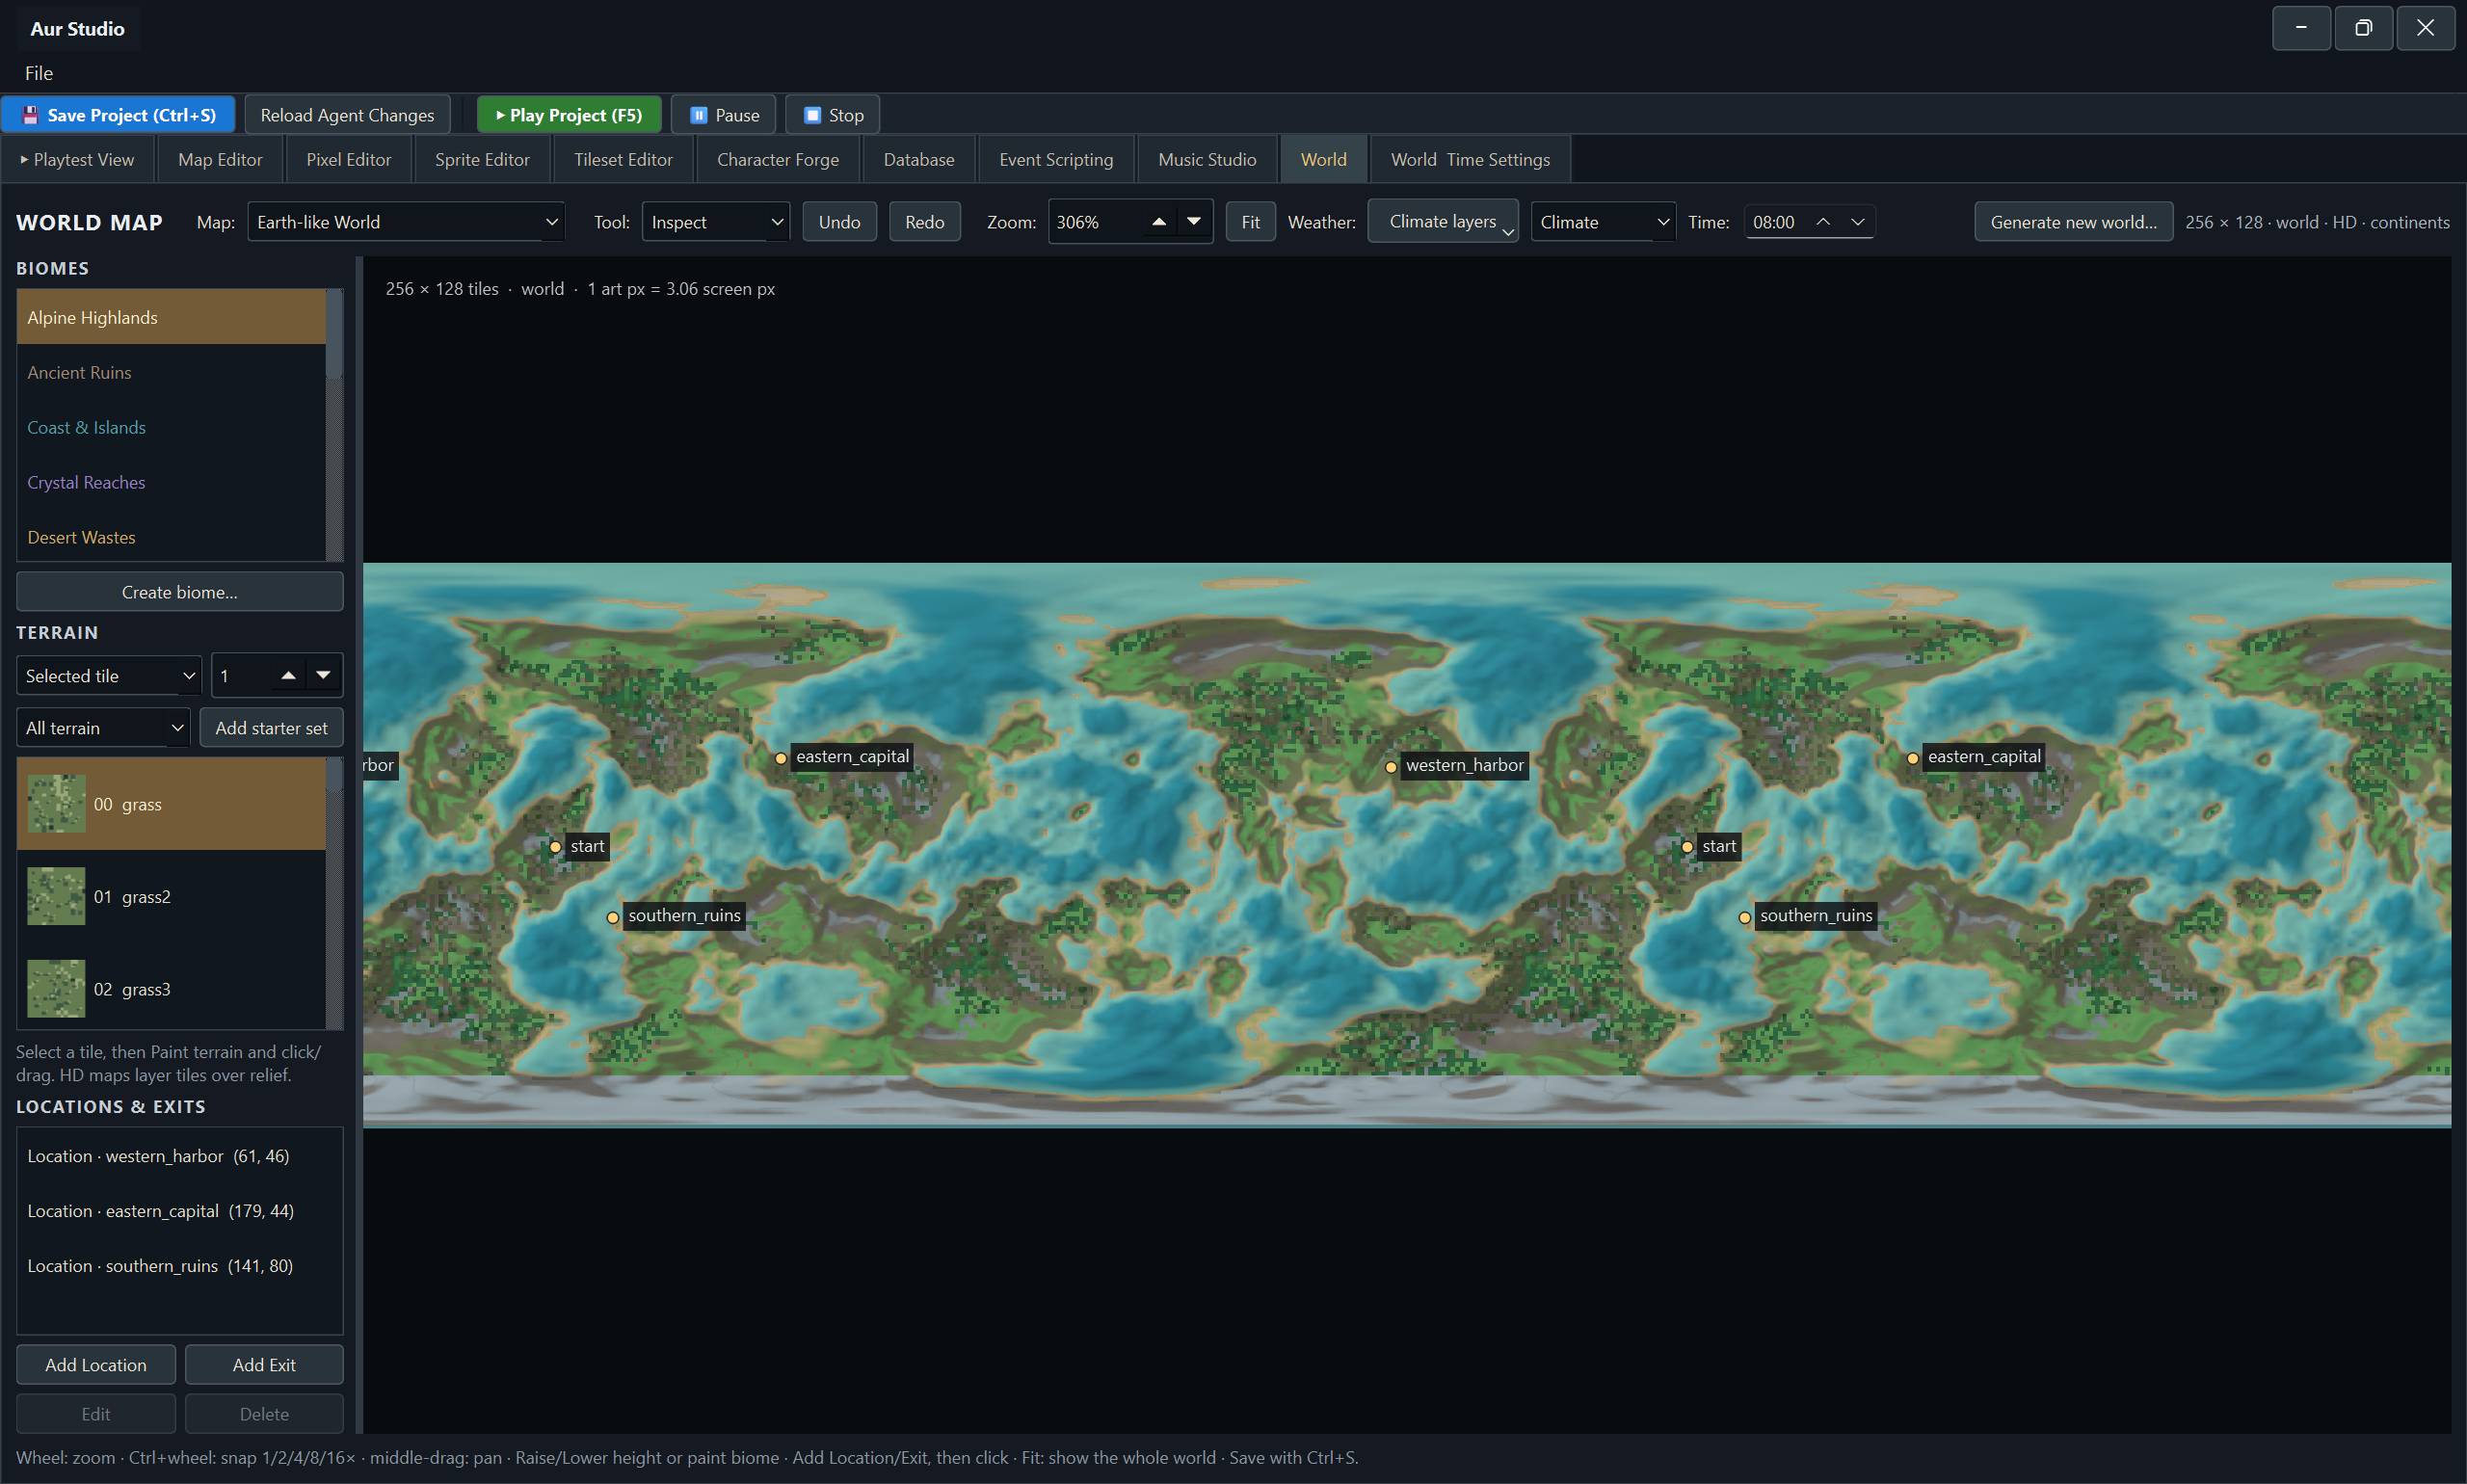 Aur Studio
File
Save Project (Ctrl+S)
Reload Agent Changes
Play Project (F5)
Pause
Stop
Playtest View
Map Editor
Pixel Editor
Sprite Editor
Tileset Editor
Character Forge
Database
Event Scripting
Music Studio
World
World Time Settings
WORLD MAP
Map:
Earth-like World
Tool:
Inspect
Undo
Redo
Zoom:
306%
Fit
Weather:
Climate layers
Climate
Time:
08:00
Generate new world...
256 × 128 · world · HD · continents
BIOMES
Alpine Highlands
Ancient Ruins
Coast & Islands
Crystal Reaches
Desert Wastes
Create biome...
TERRAIN
Selected tile
1
All terrain
Add starter set
00 grass
01 grass2
02 grass3
Select a tile, then Paint terrain and click/
drag. HD maps layer tiles over relief.
LOCATIONS & EXITS
Location · western_harbor (61, 46)
Location · eastern_capital (179, 44)
Location · southern_ruins (141, 80)
Add Location
Add Exit
Edit
Delete
256 × 128 tiles · world · 1 art px = 3.06 screen px
rbor
eastern_capital
western_harbor
eastern_capital
start
start
southern_ruins
southern_ruins
Wheel: zoom · Ctrl+wheel: snap 1/2/4/8/16× · middle-drag: pan · Raise/Lower height or paint biome · Add Location/Exit, then click · Fit: show the whole world · Save with Ctrl+S.